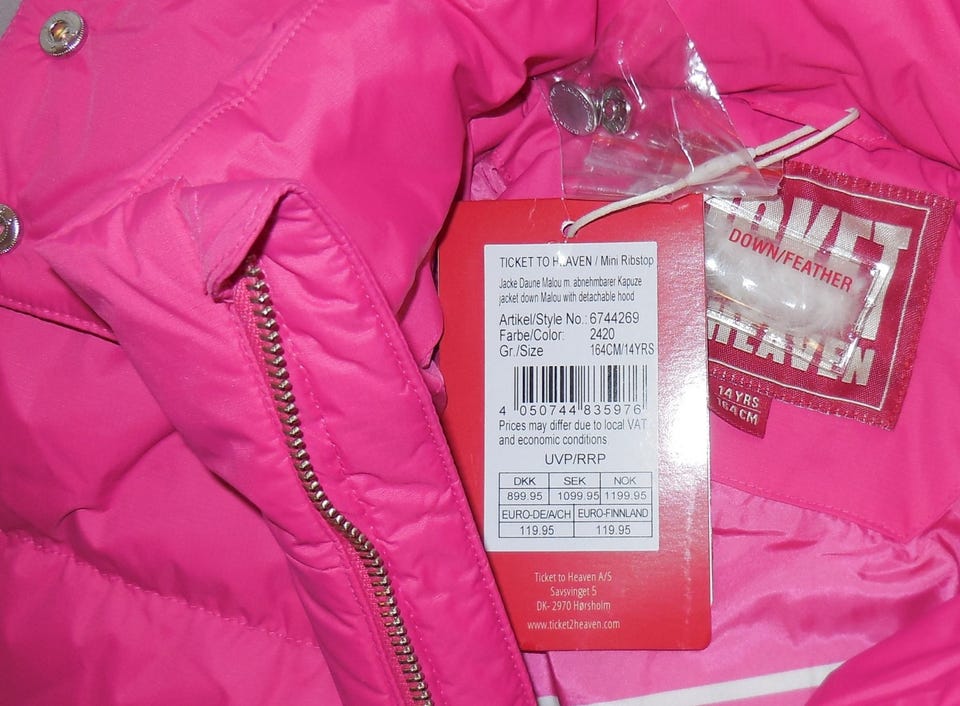 TICKET TO HEAVEN / Mini Ribstop
Jacke Daune Malou m. abnehmbarer Kapuze
jacket down Malou with detachable hood
Artikel/Style No.: 6744269
Farbe/Color: 2420
Gr./Size 164CM/14YRS
4 050744 835976
Prices may differ due to local VAT
and economic conditions
UVP/RRP
DKK SEK NOK
899.95 1099.95 1199.95
EURO-DE/A/CH EURO-FINNLAND
119.95 119.95
Ticket to Heaven A/S
Savsvinget 5
DK- 2970 Hørsholm
www.ticket2heaven.com
DOWN/FEATHER
HEAVEN
14 YRS
164 CM